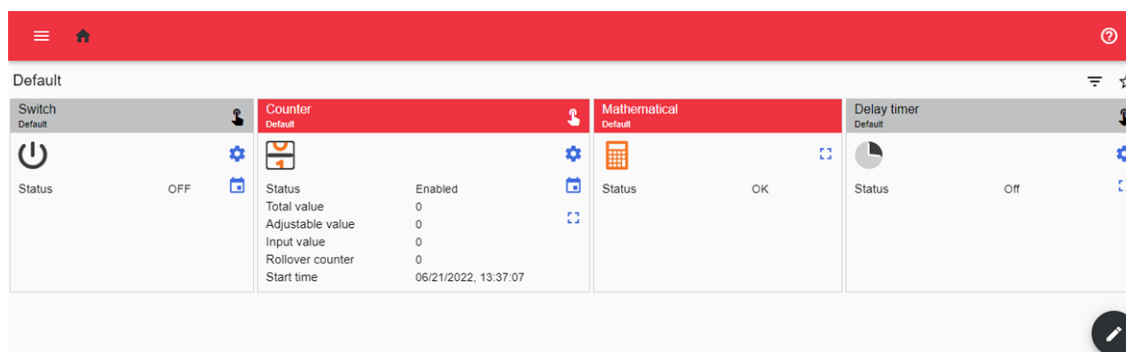 Default
Switch
Default
Status OFF
Counter
Default
Status Enabled
Total value 0
Adjustable value 0
Input value 0
Rollover counter 0
Start time 06/21/2022, 13:37:07
Mathematical
Default
Status OK
Delay timer
Default
Status Off